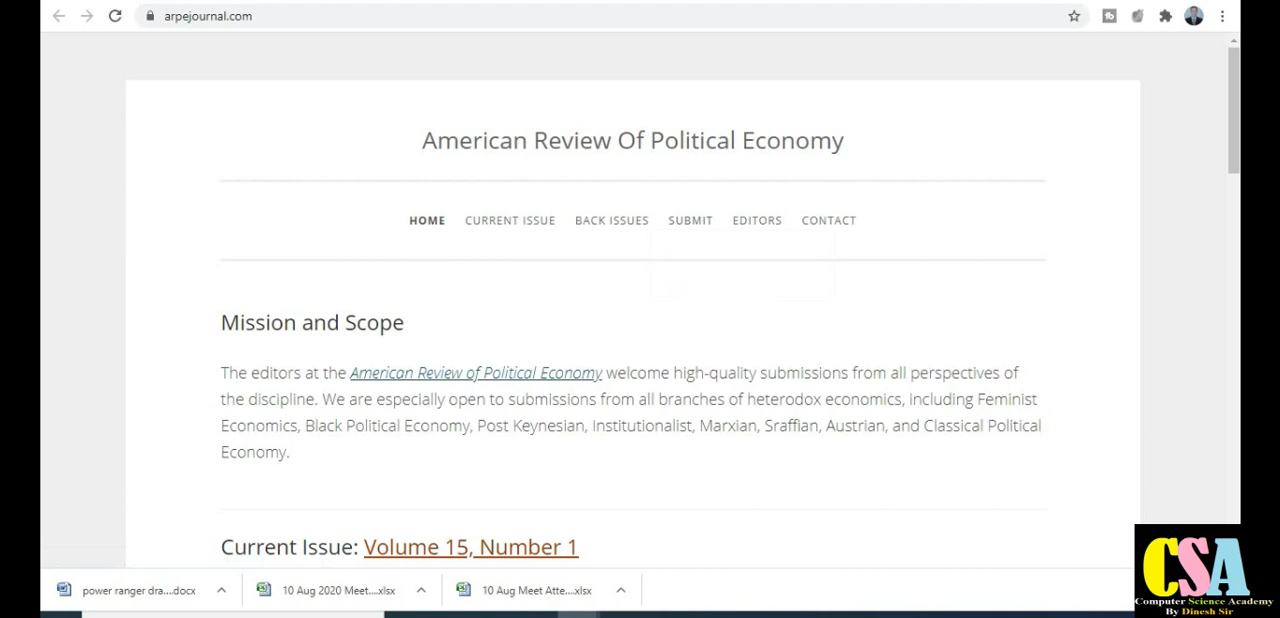 arpejournal.com
American Review Of Political Economy
HOME CURRENT ISSUE BACK ISSUES SUBMIT EDITORS CONTACT
Mission and Scope
The editors at the American Review of Political Economy welcome high-quality submissions from all perspectives of
the discipline. We are especially open to submissions from all branches of heterodox economics, including Feminist
Economics, Black Political Economy, Post Keynesian, Institutionalist, Marxian, Sraffian, Austrian, and Classical Political
Economy.
Current Issue: Volume 15, Number 1
power ranger dra....docx 10 Aug 2020 Meet....xlsx 10 Aug Meet Atte....xlsx
CSA
Computer Science Academy
By Dinesh Sir